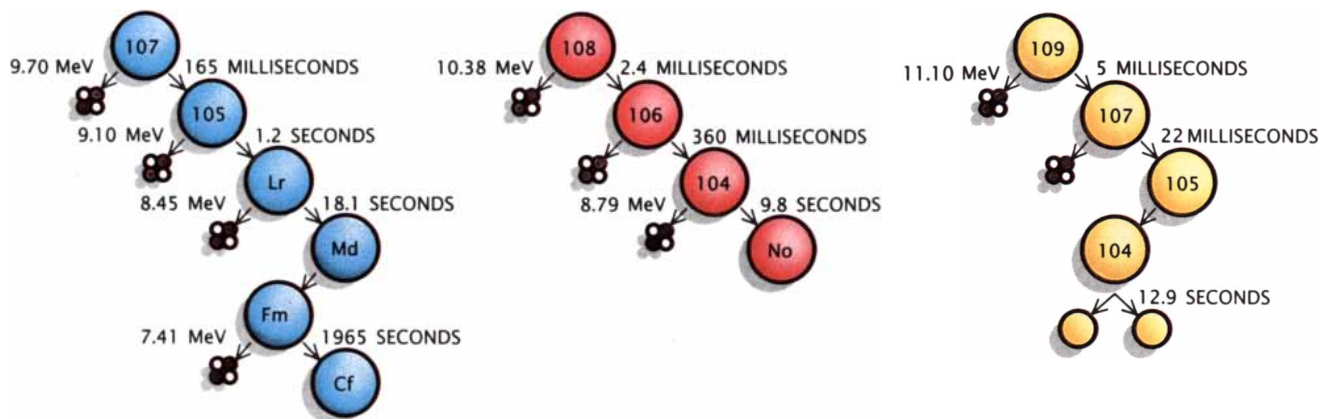 107
9.70 MeV
165 MILLISECONDS
105
9.10 MeV
1.2 SECONDS
Lr
8.45 MeV
18.1 SECONDS
Md
Fm
7.41 MeV
1965 SECONDS
Cf
108
10.38 MeV
2.4 MILLISECONDS
106
360 MILLISECONDS
104
8.79 MeV
9.8 SECONDS
No
109
11.10 MeV
5 MILLISECONDS
107
22 MILLISECONDS
105
104
12.9 SECONDS